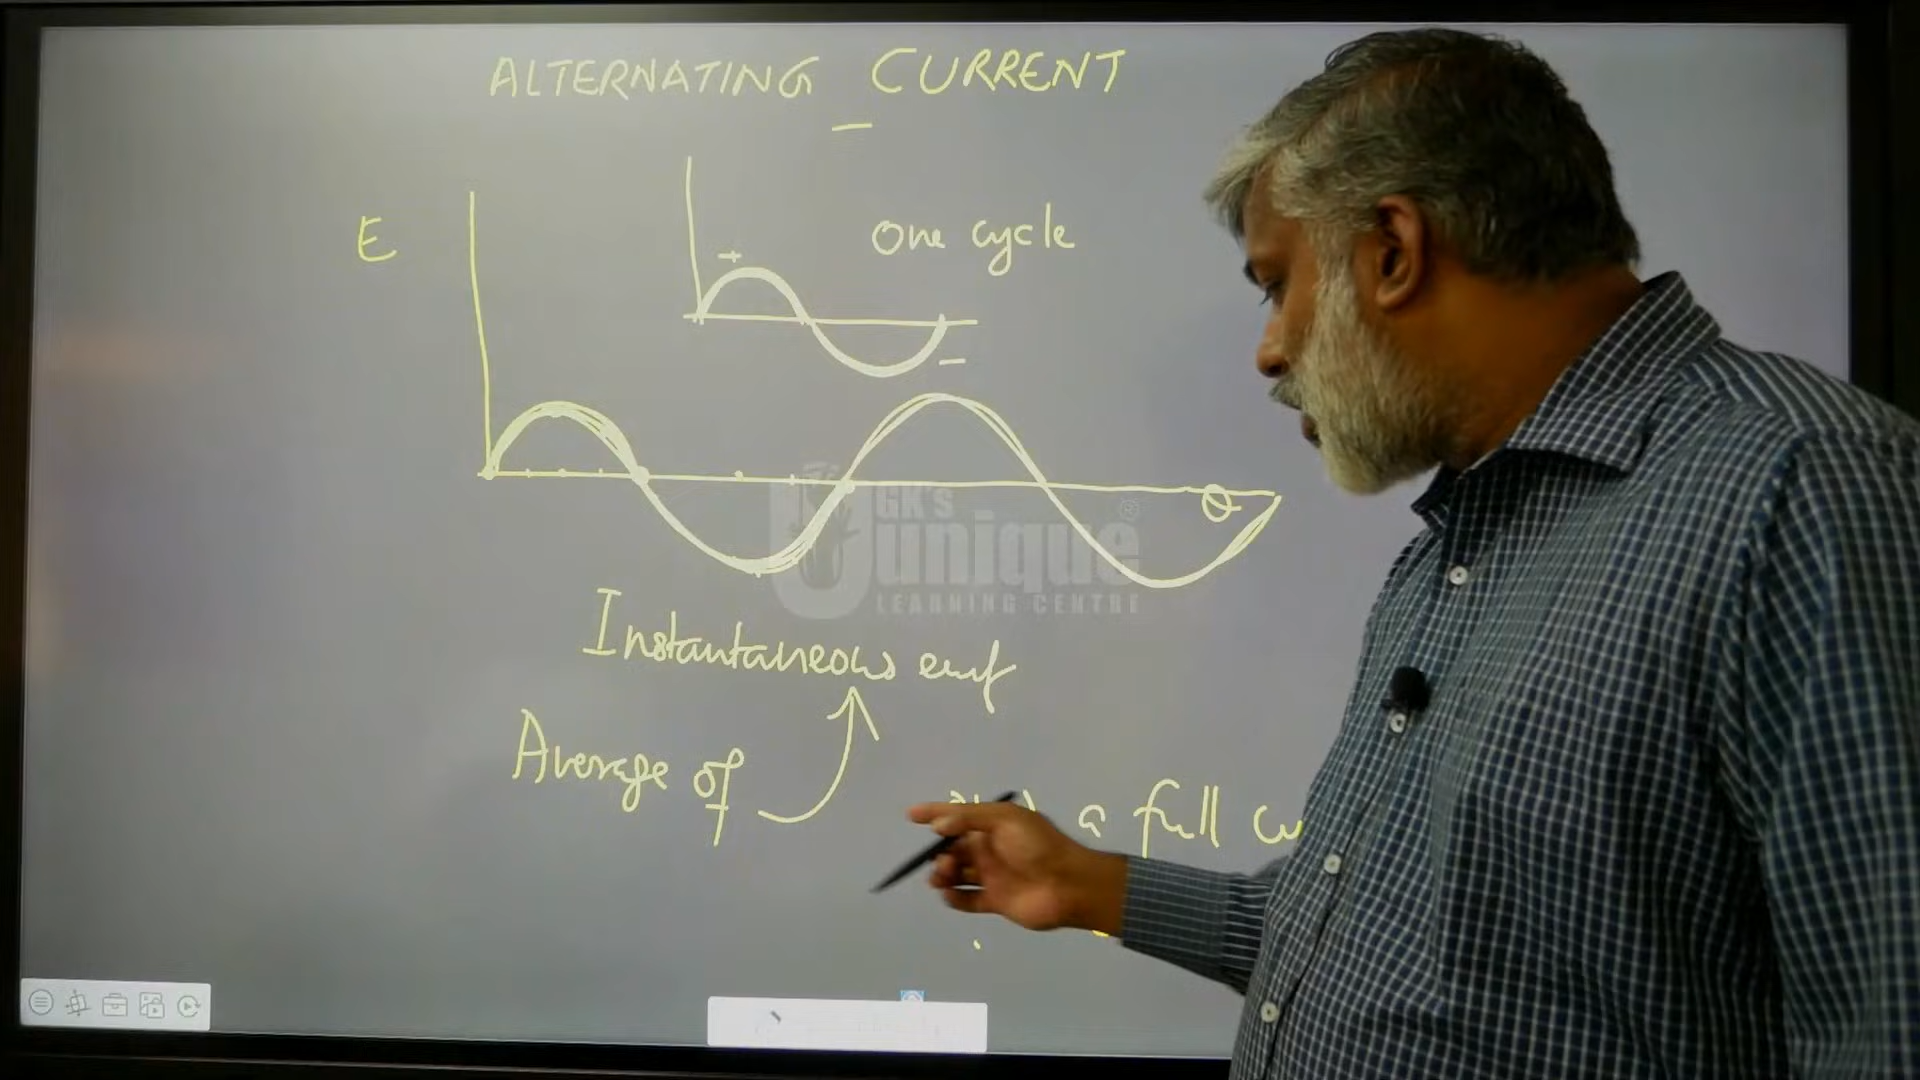 ALTERNATING CURRENT
E
+
One cycle
-
GK's
unique®
LEARNING CENTRE
Instantaneous emf
Average of
a full